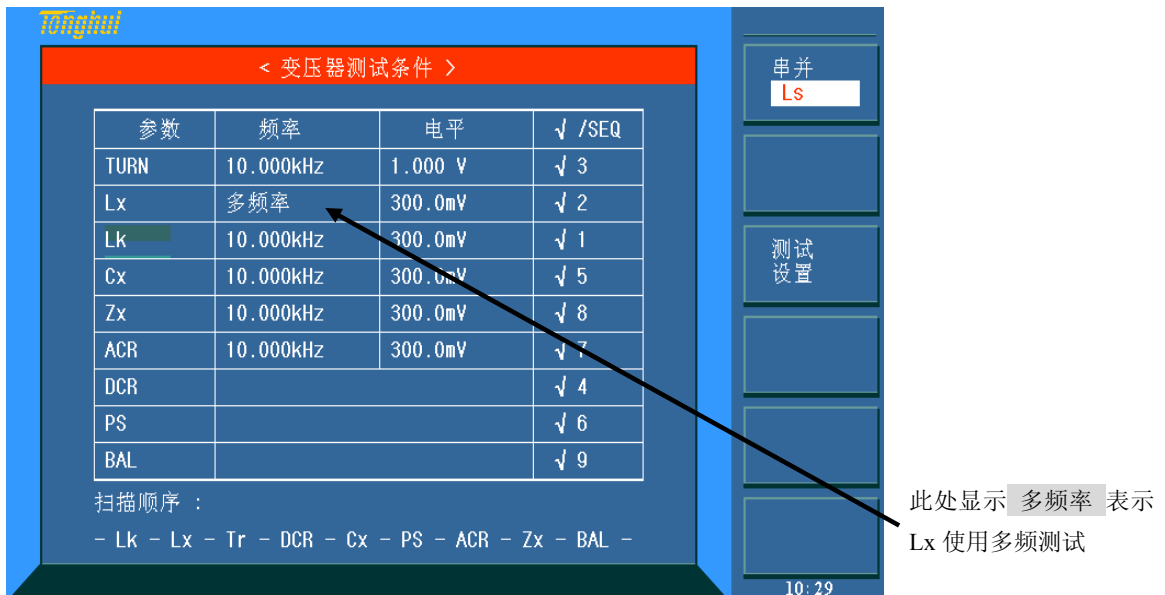 Tonghui
< 变压器测试条件 >
参数 频率 电平 √ /SEQ
TURN 10.000kHz 1.000 V √ 3
Lx 多频率 300.0mV √ 2
Lk 10.000kHz 300.0mV √ 1
Cx 10.000kHz 300.0mV √ 5
Zx 10.000kHz 300.0mV √ 8
ACR 10.000kHz 300.0mV √ 7
DCR √ 4
PS √ 6
BAL √ 9
扫描顺序 :
- Lk - Lx - Tr - DCR - Cx - PS - ACR - Zx - BAL -
串并
Ls
测试
设置
10:29
此处显示 多频率 表示
Lx 使用多频测试